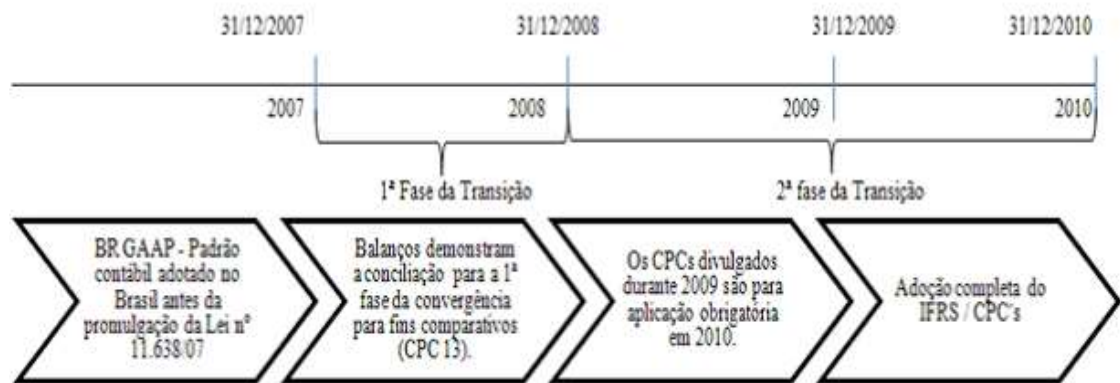 31/12/2007 31/12/2008 31/12/2009 31/12/2010
2007 2008 2009 2010
1ª Fase da Transição 2ª fase da Transição
BR GAAP - Padrão
contábil adotado no
Brasil antes da
promulgação da Lei nº
11.638/07
Balanços demonstram
a conciliação para a 1ª
fase da convergência
para fins comparativos
(CPC 13).
Os CPCs divulgados
durante 2009 são para
aplicação obrigatória
em 2010.
Adoção completa do
IFRS / CPC´s